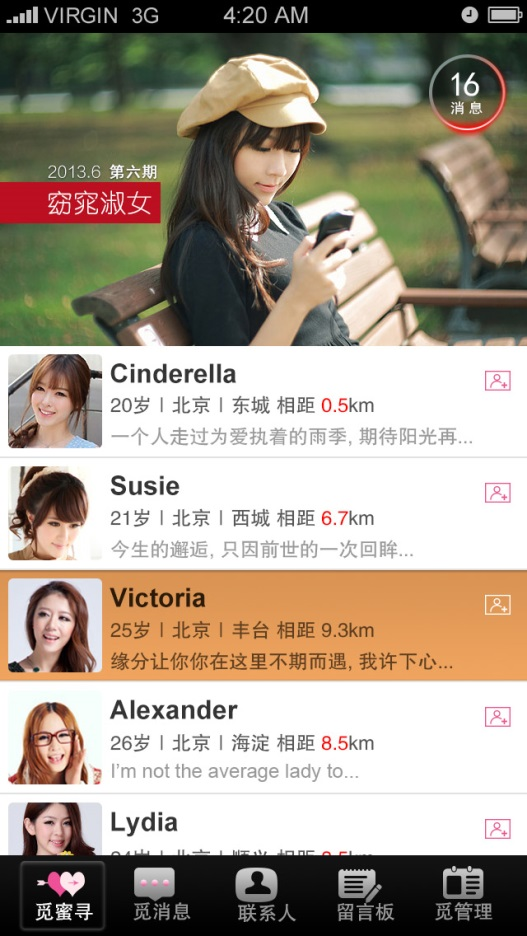 VIRGIN 3G 4:20 AM
16
消息
2013.6 第六期
窈窕淑女
Cinderella
20岁 | 北京 | 东城 相距 0.5km
一个人走过为爱执着的雨季, 期待阳光再...
Susie
21岁 | 北京 | 西城 相距 6.7km
今生的邂逅, 只因前世的一次回眸...
Victoria
25岁 | 北京 | 丰台 相距 9.3km
缘分让你你在这里不期而遇, 我许下心...
Alexander
26岁 | 北京 | 海淀 相距 8.5km
I'm not the average lady to...
Lydia
觅蜜寻 觅消息 联系人 留言板 觅管理